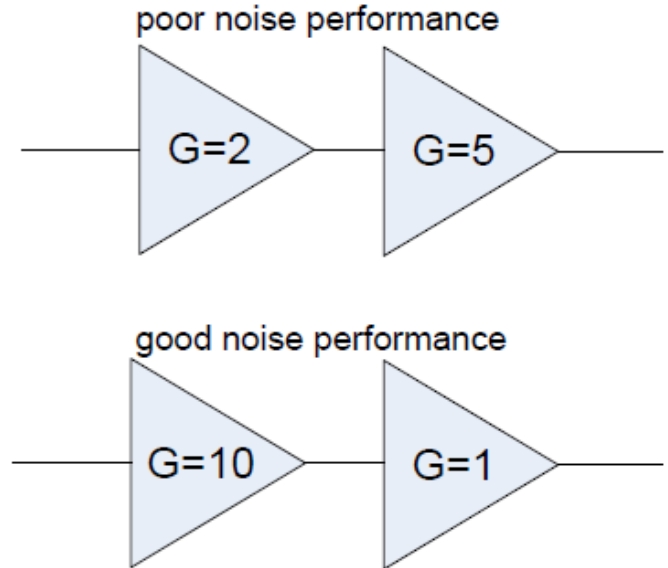 poor noise performance
G=2 G=5
good noise performance
G=10 G=1